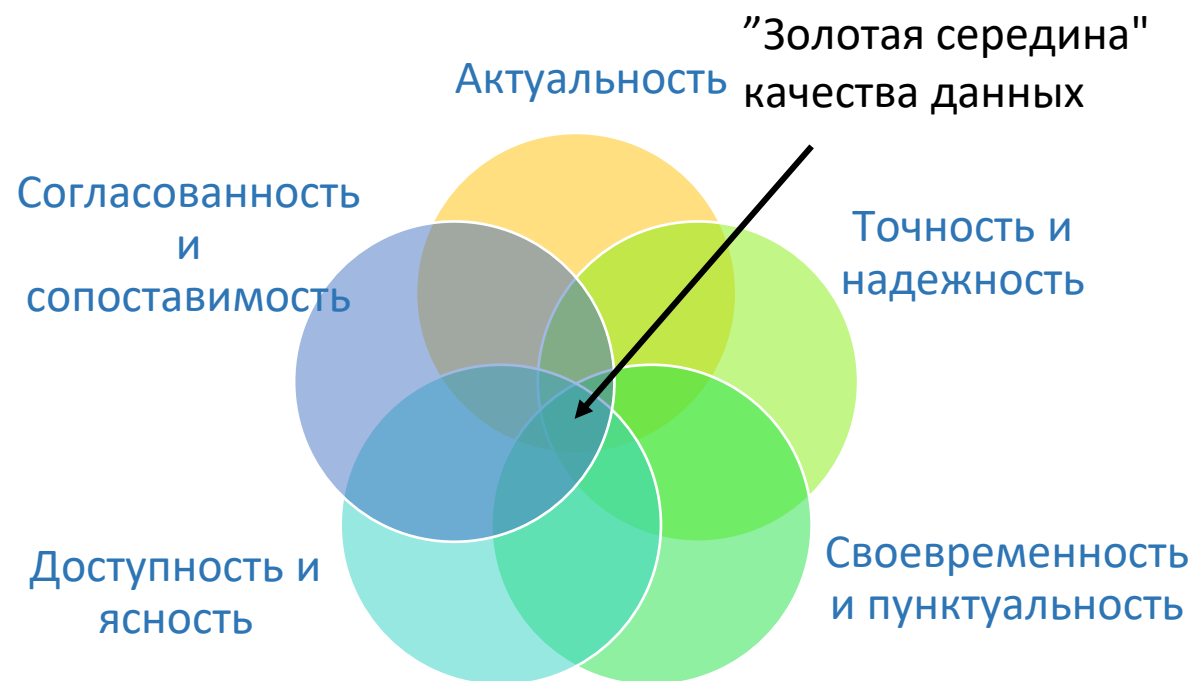 ”Золотая середина"
качества данных
Актуальность
Согласованность
и
сопоставимость
Точность и
надежность
Доступность и
ясность
Своевременность
и пунктуальность